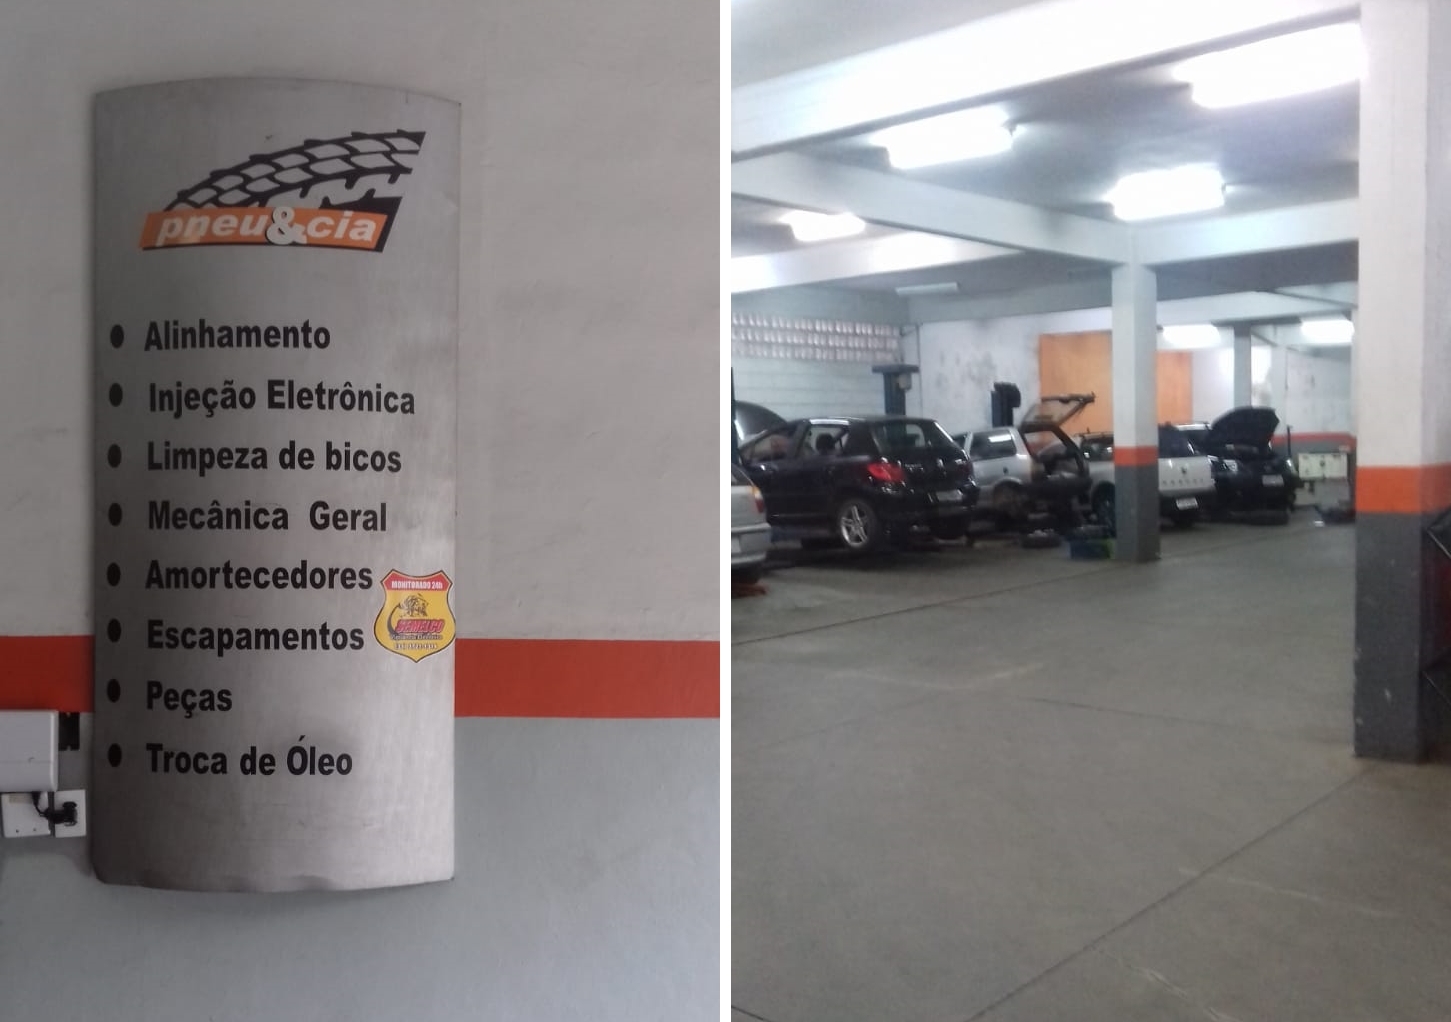 pneu&cia
Alinhamento
Injeção Eletrônica
Limpeza de bicos
Mecânica Geral
Amortecedores
MONITORADO 24h
Escapamentos
Peças
Troca de Óleo